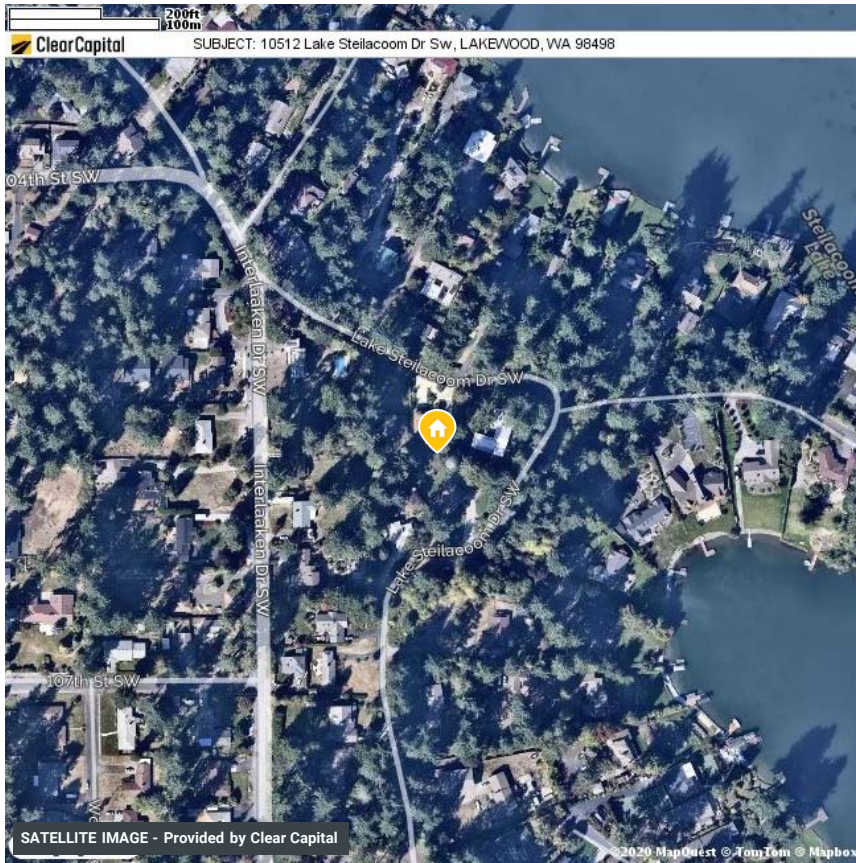 200ft
100m
ClearCapital
SUBJECT: 10512 Lake Steilacoom Dr Sw, LAKEWOOD, WA 98498
04th St SW
Steilacoom
Lake
Interlaaken Dr SW
Lake Steilacoom Dr SW
Interlaaken Dr SW
Lake Steilacoom Dr SW
107th St SW
SATELLITE IMAGE - Provided by Clear Capital
©2020 MapQuest © TomTom © Mapbox